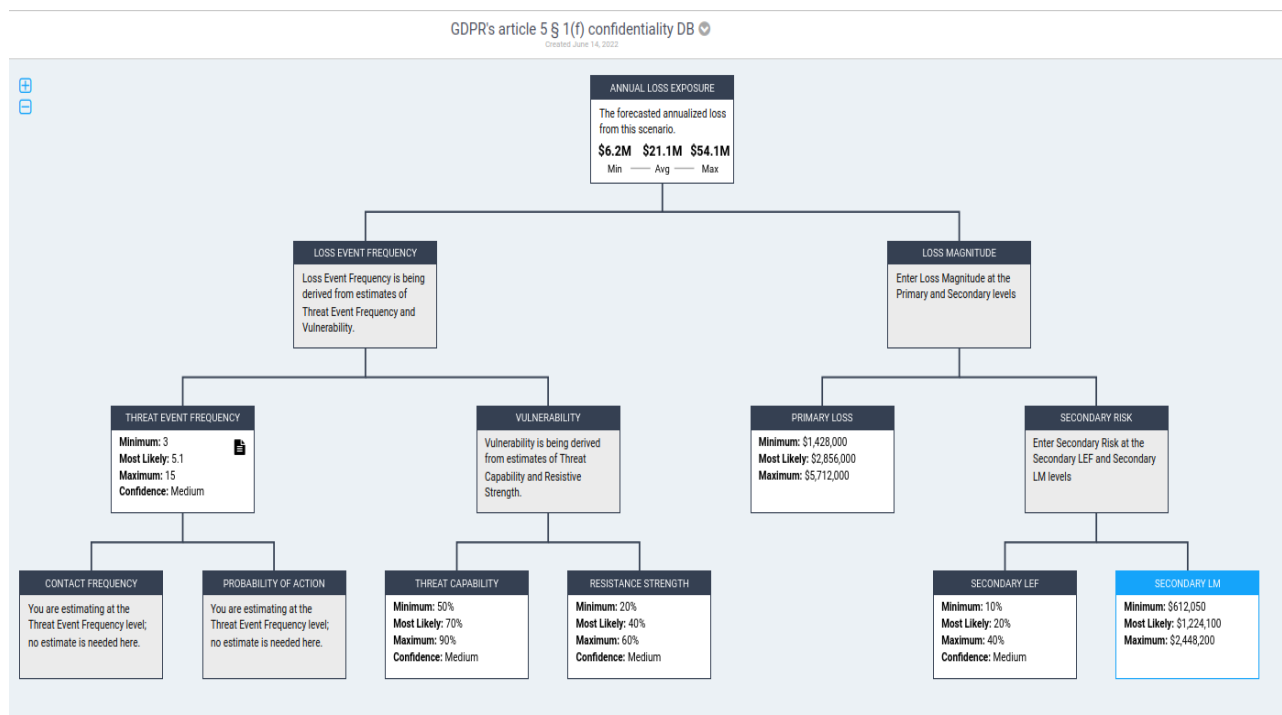 GDPR's article 5 § 1(f) confidentiality DB
Created June 14, 2022
ANNUAL LOSS EXPOSURE
The forecasted annualized loss
from this scenario.
$6.2M $21.1M $54.1M
Min Avg Max
LOSS EVENT FREQUENCY
Loss Event Frequency is being
derived from estimates of
Threat Event Frequency and
Vulnerability.
LOSS MAGNITUDE
Enter Loss Magnitude at the
Primary and Secondary levels
THREAT EVENT FREQUENCY
Minimum: 3
Most Likely: 5.1
Maximum: 15
Confidence: Medium
VULNERABILITY
Vulnerability is being derived
from estimates of Threat
Capability and Resistive
Strength.
PRIMARY LOSS
Minimum: $1,428,000
Most Likely: $2,856,000
Maximum: $5,712,000
SECONDARY RISK
Enter Secondary Risk at the
Secondary LEF and Secondary
LM levels
CONTACT FREQUENCY
You are estimating at the
Threat Event Frequency level;
no estimate is needed here.
PROBABILITY OF ACTION
You are estimating at the
Threat Event Frequency level;
no estimate is needed here.
THREAT CAPABILITY
Minimum: 50%
Most Likely: 70%
Maximum: 90%
Confidence: Medium
RESISTANCE STRENGTH
Minimum: 20%
Most Likely: 40%
Maximum: 60%
Confidence: Medium
SECONDARY LEF
Minimum: 10%
Most Likely: 20%
Maximum: 40%
Confidence: Medium
SECONDARY LM
Minimum: $612,050
Most Likely: $1,224,100
Maximum: $2,448,200